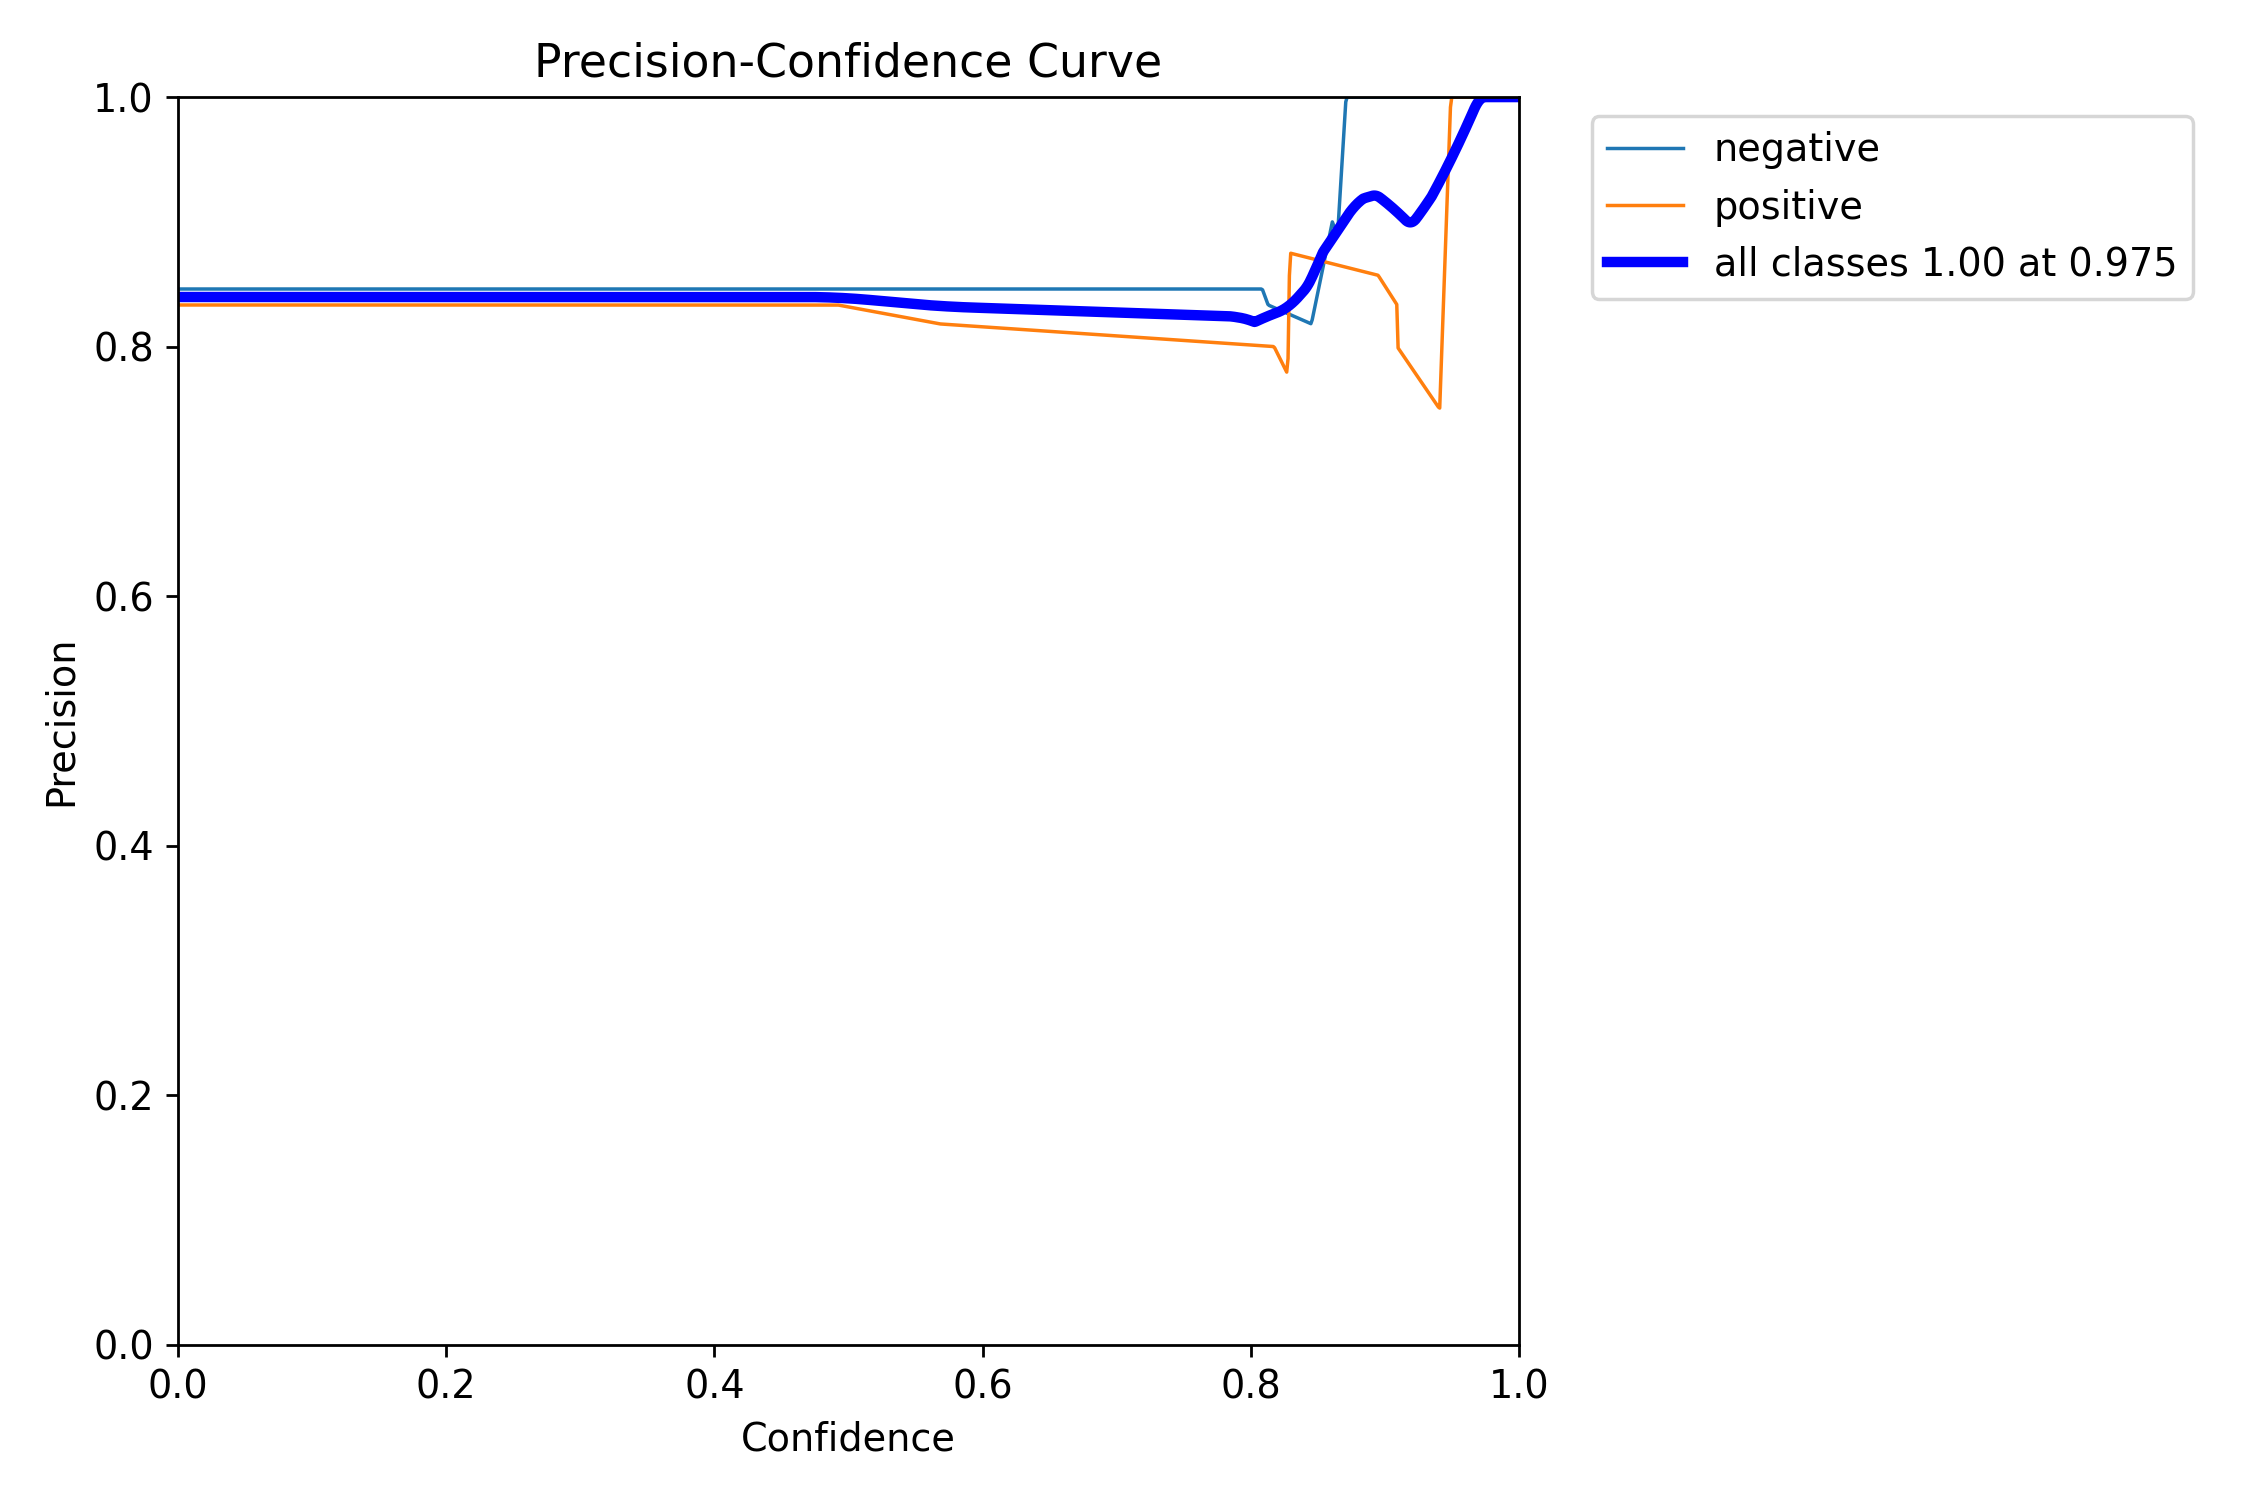 Precision-Confidence Curve
1.0
0.8
0.6
0.4
0.2
0.0
Precision
0.0 0.2 0.4 0.6 0.8 1.0
Confidence
negative
positive
all classes 1.00 at 0.975